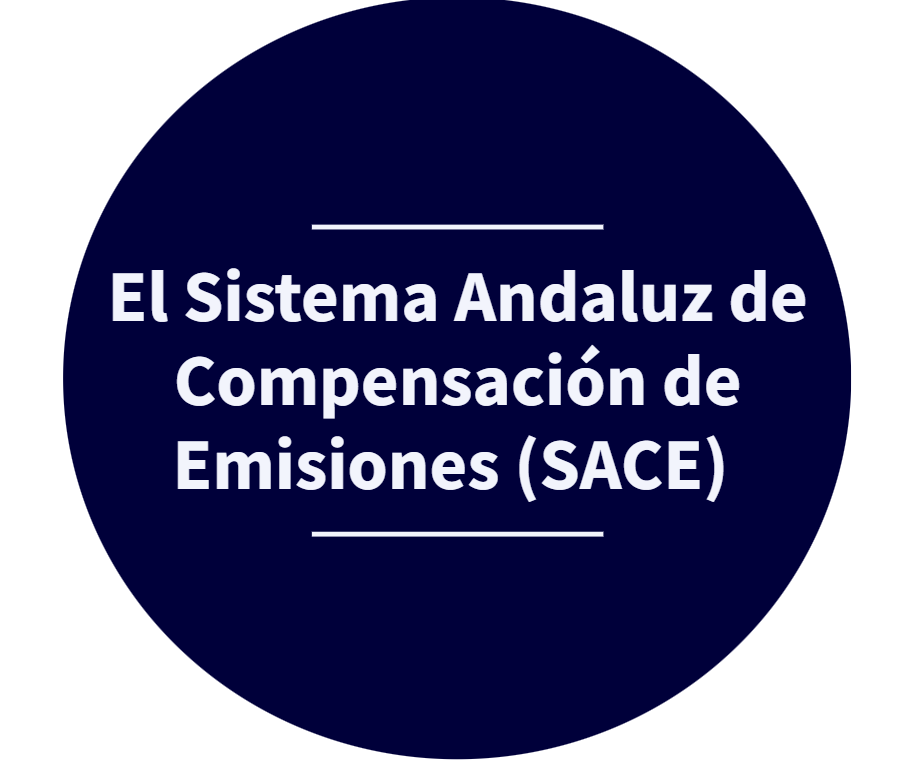 El Sistema Andaluz de
Compensación de
Emisiones (SACE)